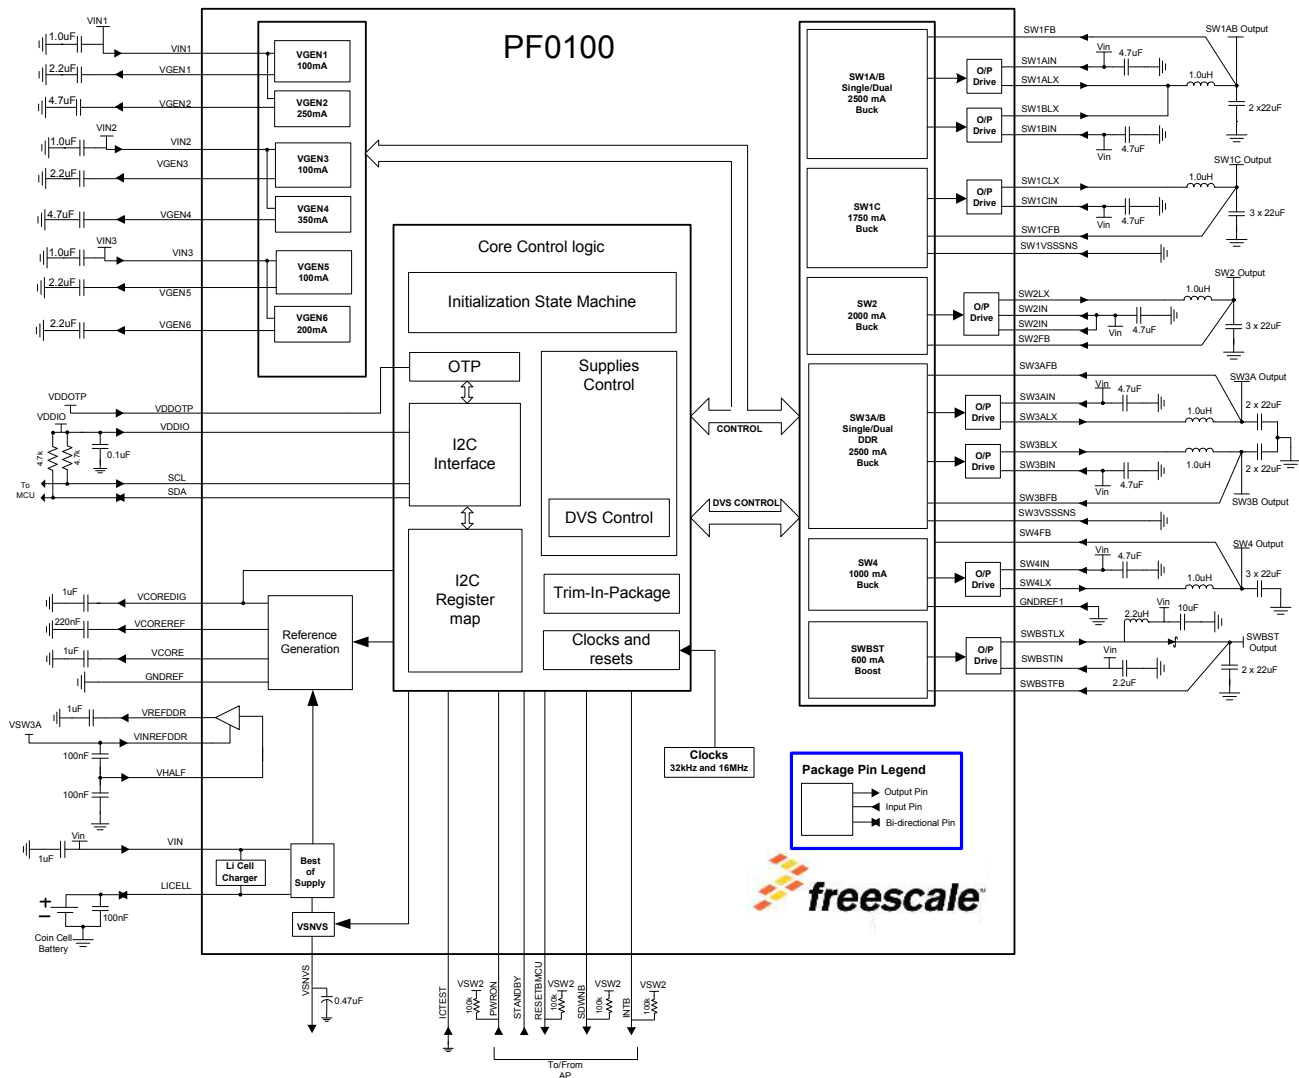 PF0100
VIN1
1.0uF
VIN1
2.2uF
VGEN1
4.7uF
VGEN2
VIN2
1.0uF
VIN2
VGEN3
2.2uF
4.7uF
VGEN4
VIN3
1.0uF
VIN3
2.2uF
VGEN5
2.2uF
VGEN6
VGEN1
100mA
VGEN2
250mA
VGEN3
100mA
VGEN4
350mA
VGEN5
100mA
VGEN6
200mA
Core Control logic
Initialization State Machine
OTP
I2C
Interface
I2C
Register
map
Supplies
Control
DVS Control
Trim-In-Package
Clocks and
resets
Clocks
32kHz and 16MHz
CONTROL
DVS CONTROL
VDDOTP
VDDOTP
VDDIO
VDDIO
4.7k
4.7k
0.1uF
To
MCU
SCL
SDA
1uF
VCOREDIG
220nF
VCOREREF
1uF
VCORE
GNDREF
Reference
Generation
1uF
VREFDDR
VSW3A
VINREFDDR
100nF
VHALF
100nF
Vin
VIN
1uF
Li Cell
Charger
Best
of
Supply
LICELL
100nF
Coin Cell
Battery
VSNVS
VSNVS
0.47uF
ICTEST
VSW2
100k
PWRON
STANDBY
RESETBMCU
VSW2
100k
SDWNB
VSW2
100k
INTB
VSW2
100k
To/From
AP
SW1A/B
Single/Dual
2500 mA
Buck
O/P
Drive
O/P
Drive
SW1FB
SW1AIN
SW1ALX
SW1BLX
SW1BIN
Vin
4.7uF
1.0uH
SW1AB Output
2 x22uF
Vin
4.7uF
SW1C
1750 mA
Buck
O/P
Drive
SW1CLX
SW1CIN
SW1CFB
SW1VSSSNS
1.0uH
SW1C Output
Vin
4.7uF
3 x 22uF
SW2
2000 mA
Buck
O/P
Drive
SW2LX
SW2IN
SW2IN
SW2FB
1.0uH
SW2 Output
Vin
4.7uF
3 x 22uF
SW3A/B
Single/Dual
DDR
2500 mA
Buck
O/P
Drive
O/P
Drive
SW3AFB
SW3AIN
SW3ALX
SW3BLX
SW3BIN
SW3BFB
SW3VSSSNS
Vin
4.7uF
1.0uH
SW3A Output
2 x 22uF
1.0uH
2 x 22uF
Vin
4.7uF
SW3B Output
SW4
1000 mA
Buck
O/P
Drive
SW4FB
SW4IN
SW4LX
GNDREF1
Vin
4.7uF
1.0uH
SW4 Output
3 x 22uF
SWBST
600 mA
Boost
O/P
Drive
SWBSTLX
SWBSTIN
SWBSTFB
2.2uH
Vin
10uF
Vin
2.2uF
SWBST
Output
2 x 22uF
Package Pin Legend
Output Pin
Input Pin
Bi-directional Pin
freescale